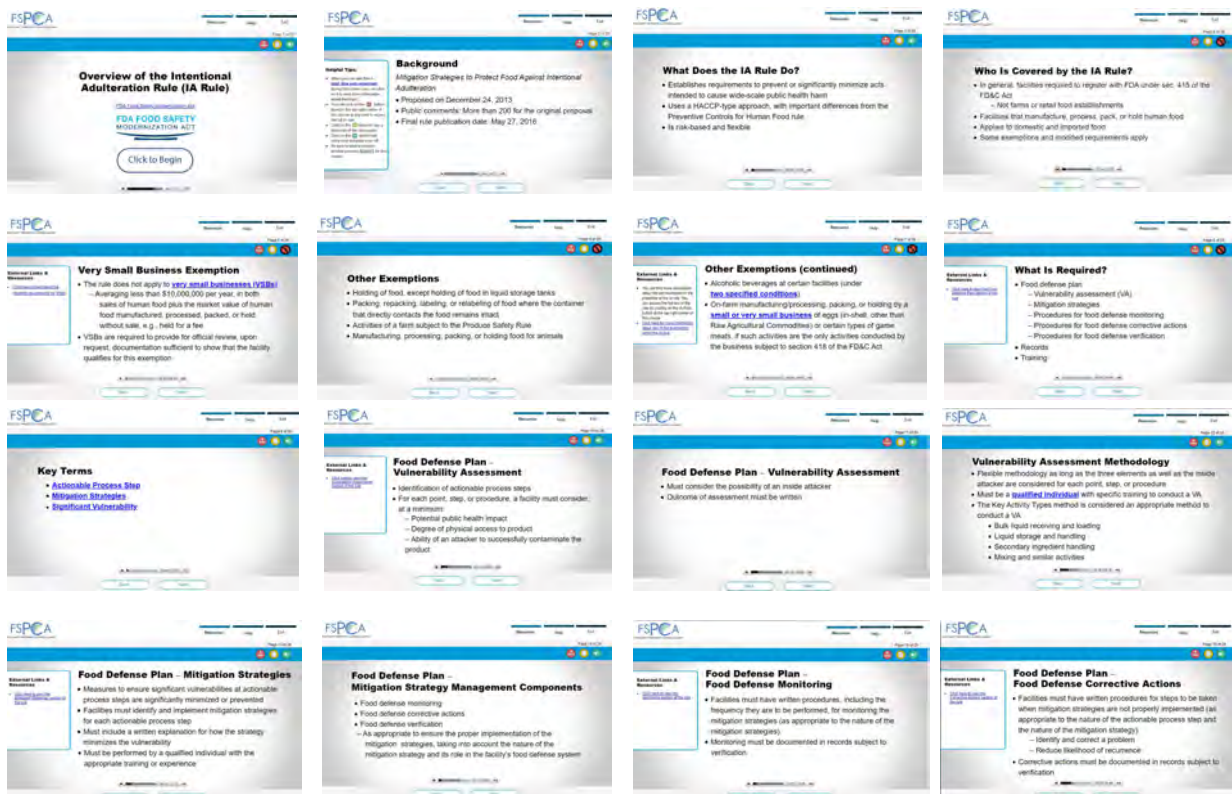 FSPCA
Overview of the Intentional
Adulteration Rule (IA Rule)
FDA FOOD SAFETY
MODERNIZATION ACT
Click to Begin
FSPCA
Helpful Tips:
Background
Mitigation Strategies to Protect Food Against Intentional
Adulteration
• Proposed on December 24, 2013
• Public comments: More than 200 for the original proposal
• Final rule publication date: May 27, 2016
FSPCA
What Does the IA Rule Do?
• Establishes requirements to prevent or significantly minimize acts
intended to cause wide-scale public health harm
• Uses a HACCP-type approach, with important differences from the
Preventive Controls for Human Food rule
• Is risk-based and flexible
FSPCA
Who Is Covered by the IA Rule?
• In general, facilities required to register with FDA under sec. 415 of the
FD&C Act
– Not farms or retail food establishments
• Facilities that manufacture, process, pack, or hold human food
• Applies to domestic and imported food
• Some exemptions and modified requirements apply
FSPCA
External Links &
Resources
Very Small Business Exemption
• The rule does not apply to very small businesses (VSBs)
– Averaging less than $10,000,000 per year, in both
sales of human food plus the market value of human
food manufactured, processed, packed, or held
without sale, e.g., held for a fee
• VSBs are required to provide for official review, upon
request, documentation sufficient to show that the facility
qualifies for this exemption
FSPCA
Other Exemptions
• Holding of food, except holding of food in liquid storage tanks
• Packing, repacking, labeling, or relabeling of food where the container
that directly contacts the food remains intact
• Activities of a farm subject to the Produce Safety Rule
• Manufacturing, processing, packing, or holding food for animals
FSPCA
External Links &
Resources
Other Exemptions (continued)
• Alcoholic beverages at certain facilities (under
two specified conditions)
• On-farm manufacturing/processing, packing, or holding by a
small or very small business of eggs (in-shell, other than
Raw Agricultural Commodities) or certain types of game
meats, if such activities are the only activities conducted by
the business subject to section 418 of the FD&C Act
FSPCA
External Links &
Resources
What Is Required?
• Food defense plan
– Vulnerability assessment (VA)
– Mitigation strategies
– Procedures for food defense monitoring
– Procedures for food defense corrective actions
– Procedures for food defense verification
• Records
• Training
FSPCA
Key Terms
• Actionable Process Step
• Mitigation Strategies
• Significant Vulnerability
FSPCA
External Links &
Resources
Food Defense Plan –
Vulnerability Assessment
• Identification of actionable process steps
• For each point, step, or procedure, a facility must consider,
at a minimum:
– Potential public health impact
– Degree of physical access to product
– Ability of an attacker to successfully contaminate the
product
FSPCA
Food Defense Plan – Vulnerability Assessment
• Must consider the possibility of an inside attacker
• Outcome of assessment must be written
FSPCA
Vulnerability Assessment Methodology
• Flexible methodology as long as the three elements as well as the inside
attacker are considered for each point, step, or procedure
• Must be a qualified individual with specific training to conduct a VA
• The Key Activity Types method is considered an appropriate method to
conduct a VA
• Bulk liquid receiving and loading
• Liquid storage and handling
• Secondary ingredient handling
• Mixing and similar activities
FSPCA
External Links &
Resources
Food Defense Plan – Mitigation Strategies
• Measures to ensure significant vulnerabilities at actionable
process steps are significantly minimized or prevented
• Facilities must identify and implement mitigation strategies
for each actionable process step
• Must include a written explanation for how the strategy
minimizes the vulnerability
• Must be performed by a qualified individual with the
appropriate training or experience
FSPCA
Food Defense Plan –
Mitigation Strategy Management Components
• Food defense monitoring
• Food defense corrective actions
• Food defense verification
– As appropriate to ensure the proper implementation of the
mitigation strategies, taking into account the nature of the
mitigation strategy and its role in the facility's food defense system
FSPCA
External Links &
Resources
Food Defense Plan –
Food Defense Monitoring
• Facilities must have written procedures, including the
frequency they are to be performed, for monitoring the
mitigation strategies (as appropriate to the nature of the
mitigation strategies)
• Monitoring must be documented in records subject to
verification
FSPCA
External Links &
Resources
Food Defense Plan –
Food Defense Corrective Actions
• Facilities must have written procedures for steps to be taken
when mitigation strategies are not properly implemented (as
appropriate to the nature of the actionable process step and
the nature of the mitigation strategy)
– Identify and correct a problem
– Reduce likelihood of recurrence
• Corrective actions must be documented in records subject to
verification